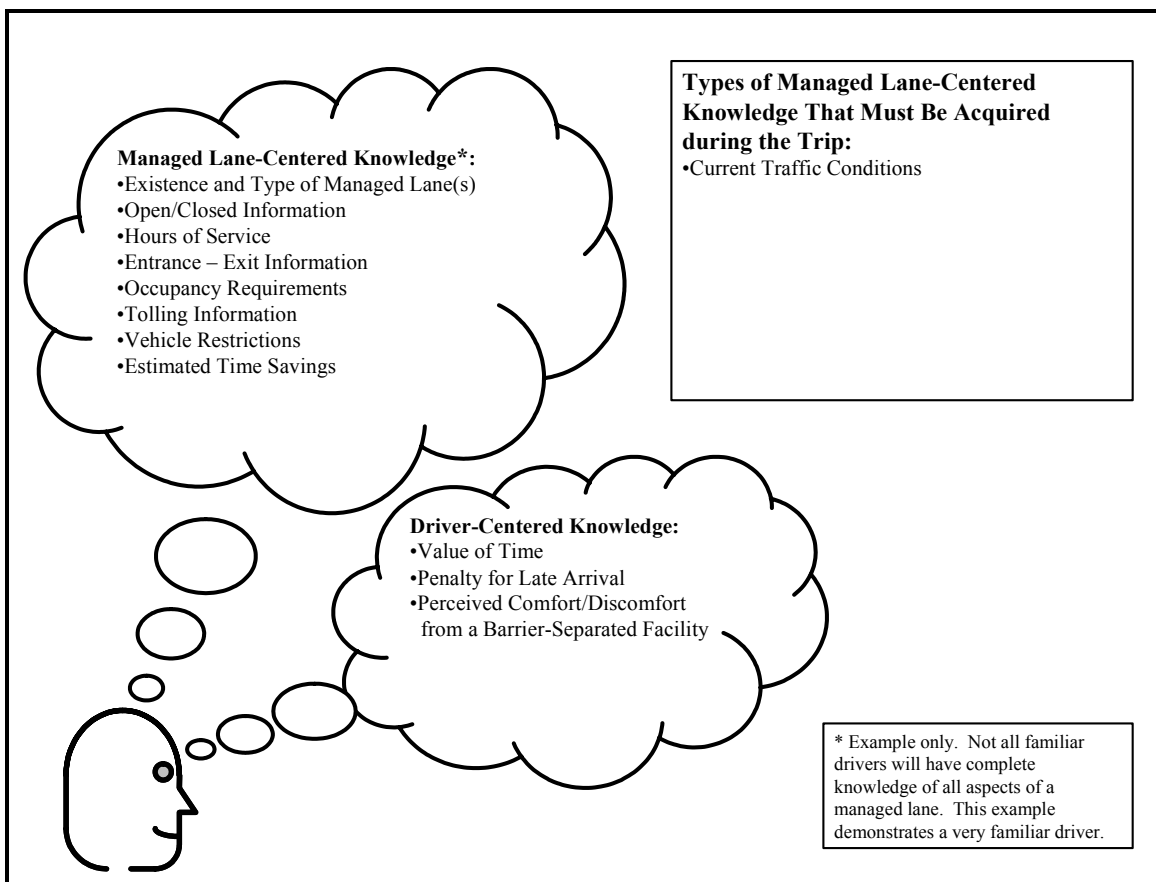 Managed Lane-Centered Knowledge*:
•Existence and Type of Managed Lane(s)
•Open/Closed Information
•Hours of Service
•Entrance – Exit Information
•Occupancy Requirements
•Tolling Information
•Vehicle Restrictions
•Estimated Time Savings
Types of Managed Lane-Centered
Knowledge That Must Be Acquired
during the Trip:
•Current Traffic Conditions
Driver-Centered Knowledge:
•Value of Time
•Penalty for Late Arrival
•Perceived Comfort/Discomfort
from a Barrier-Separated Facility
* Example only.  Not all familiar
drivers will have complete
knowledge of all aspects of a
managed lane.  This example
demonstrates a very familiar driver.